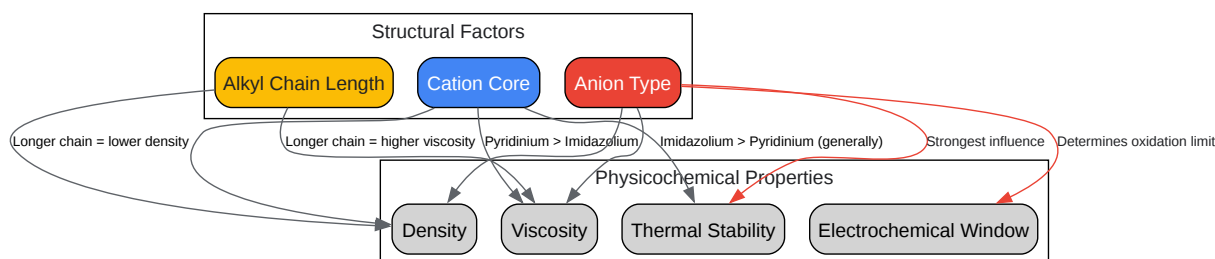 Structural Factors
Alkyl Chain Length
Cation Core
Anion Type
Longer chain = lower density
Longer chain = higher viscosity
Pyridinium > Imidazolium
Imidazolium > Pyridinium (generally)
Strongest influence
Determines oxidation limit
Physicochemical Properties
Density
Viscosity
Thermal Stability
Electrochemical Window